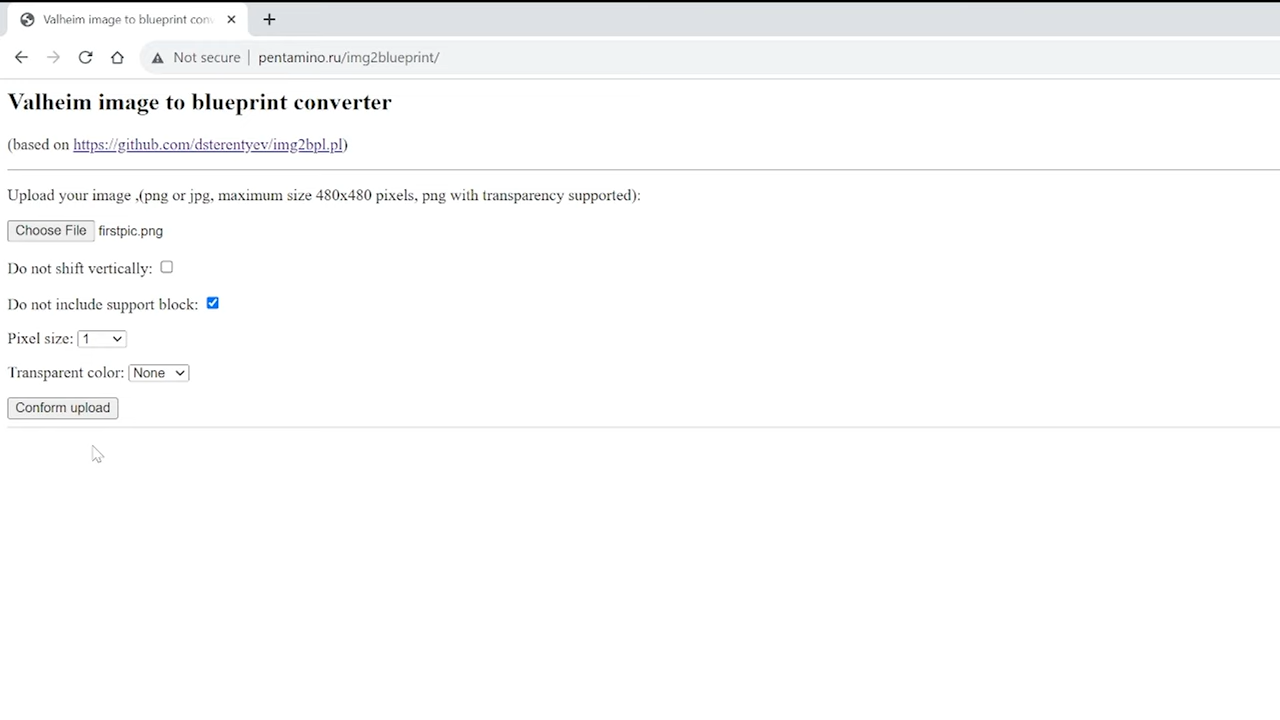 Valheim image to blueprint conv
Not secure | pentamino.ru/img2blueprint/
Valheim image to blueprint converter
(based on https://github.com/dsterentyev/img2bpl.pl)
Upload your image ,(png or jpg, maximum size 480x480 pixels, png with transparency supported):
Choose File firstpic.png
Do not shift vertically:
Do not include support block:
Pixel size: 1
Transparent color: None
Conform upload